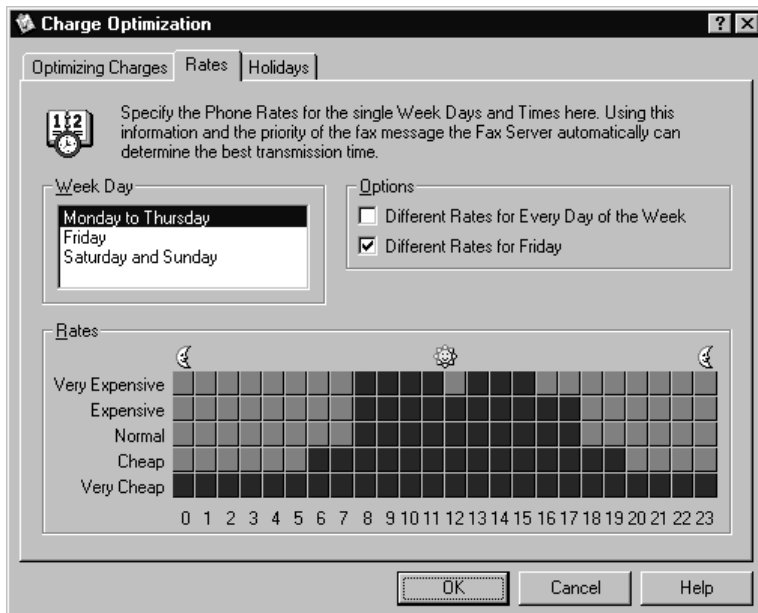 Charge Optimization
Optimizing Charges Rates Holidays
Specify the Phone Rates for the single Week Days and Times here. Using this
information and the priority of the fax message the Fax Server automatically can
determine the best transmission time.
Week Day
Monday to Thursday
Friday
Saturday and Sunday
Options
Different Rates for Every Day of the Week
Different Rates for Friday
Rates
Very Expensive
Expensive
Normal
Cheap
Very Cheap
0 1 2 3 4 5 6 7 8 9 10 11 12 13 14 15 16 17 18 19 20 21 22 23
OK Cancel Help